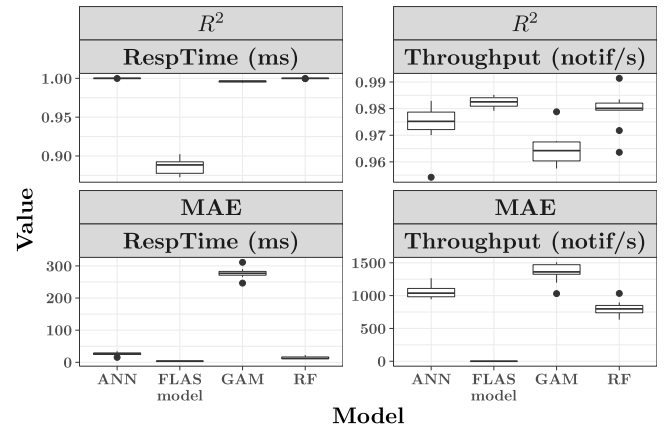 R²
RespTime (ms)
1.00
0.95
0.90
R²
Throughput (notif/s)
0.99
0.98
0.97
0.96
Value
MAE
RespTime (ms)
300
200
100
0
MAE
Throughput (notif/s)
1500
1000
500
0
ANN FLAS model GAM RF
ANN FLAS model GAM RF
Model